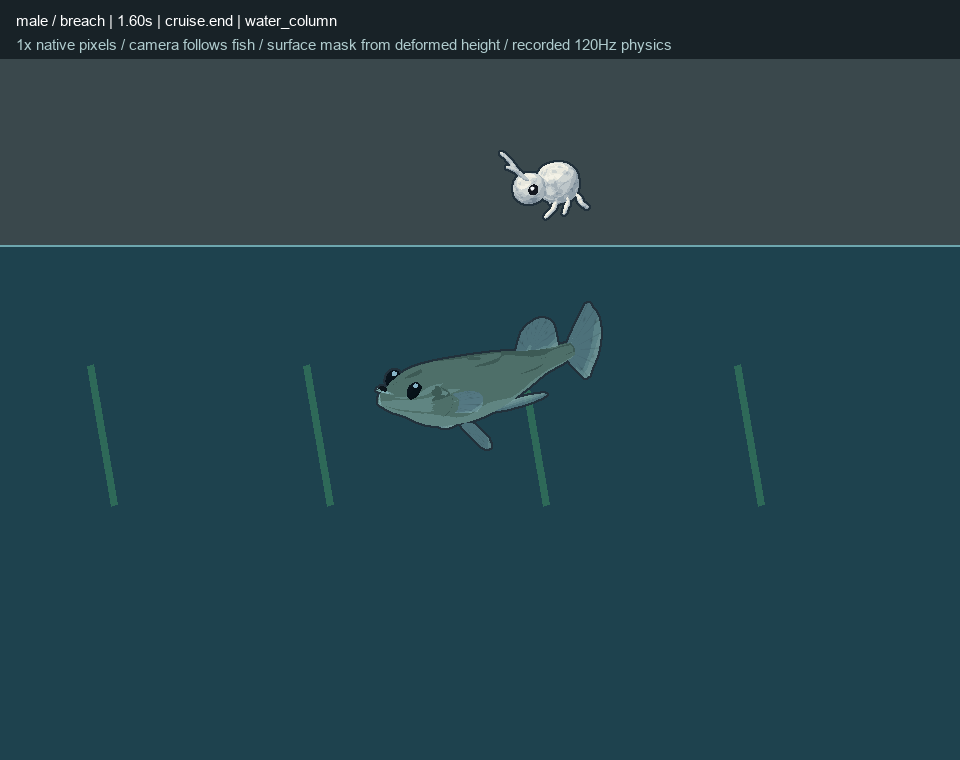 male / breach | 1.60s | cruise.end | water_column
1x native pixels / camera follows fish / surface mask from deformed height / recorded 120Hz physics